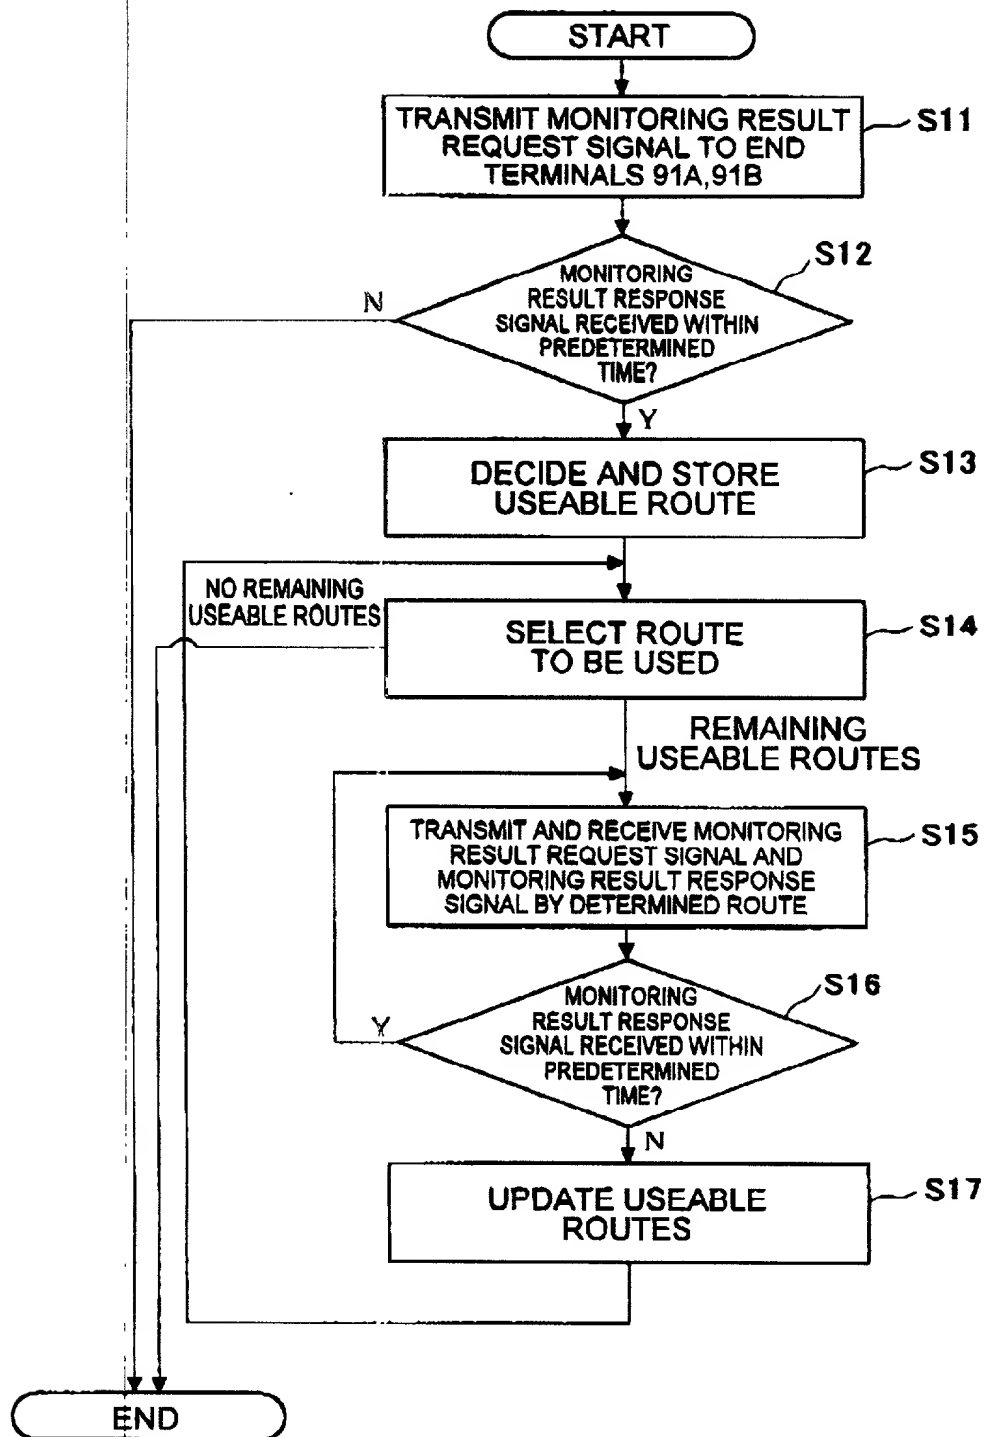 START
TRANSMIT MONITORING RESULT
REQUEST SIGNAL TO END
TERMINALS 91A,91B
S11
MONITORING
RESULT RESPONSE
SIGNAL RECEIVED WITHIN
PREDETERMINED
TIME?
S12
N
Y
DECIDE AND STORE
USEABLE ROUTE
S13
NO REMAINING
USEABLE ROUTES
SELECT ROUTE
TO BE USED
S14
REMAINING
USEABLE ROUTES
TRANSMIT AND RECEIVE MONITORING
RESULT REQUEST SIGNAL AND
MONITORING RESULT RESPONSE
SIGNAL BY DETERMINED ROUTE
S15
MONITORING
RESULT RESPONSE
SIGNAL RECEIVED WITHIN
PREDETERMINED
TIME?
S16
Y
N
UPDATE USEABLE
ROUTES
S17
END